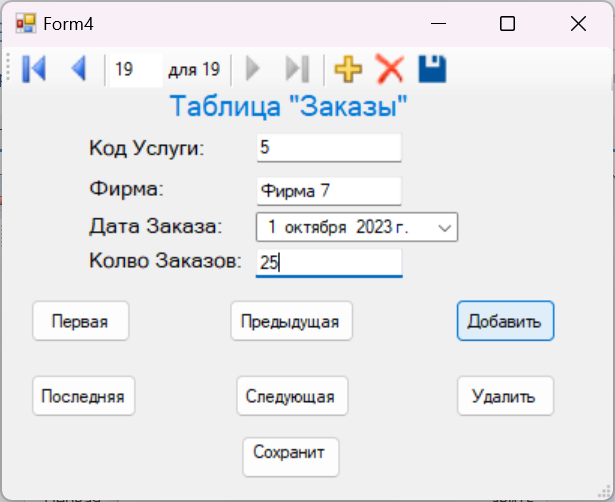 Form4
19 для 19
Таблица "Заказы"
Код Услуги: 5
Фирма: Фирма 7
Дата Заказа: 1 октября 2023 г.
Колво Заказов: 25
Первая Предыдущая Добавить
Последняя Следующая Удалить
Сохранит